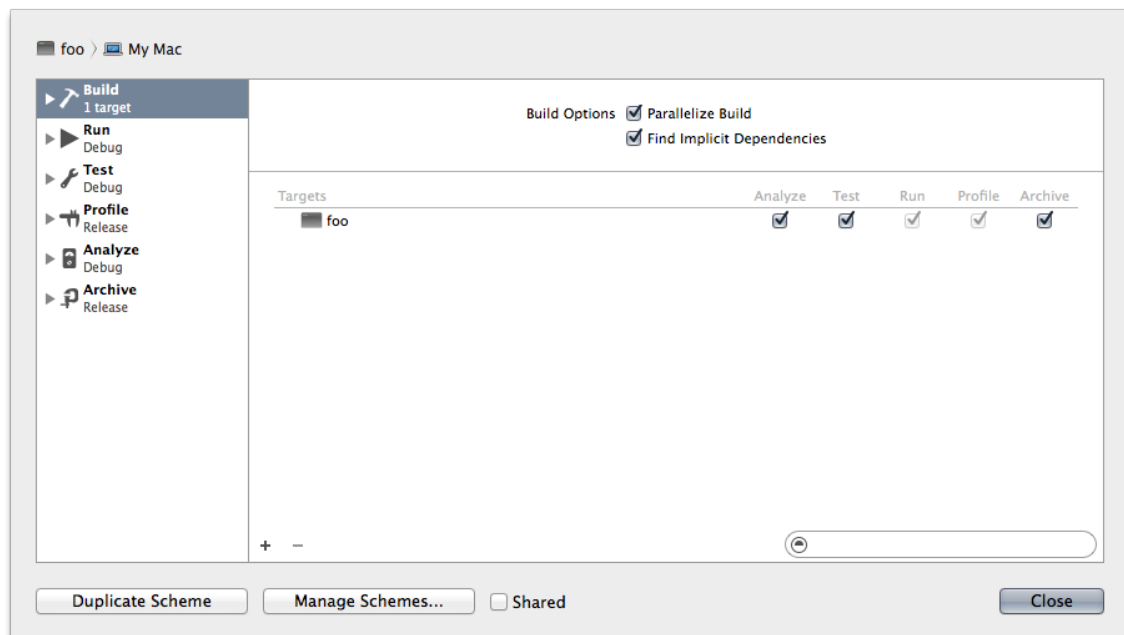 foo My Mac
Build
1 target
Run
Debug
Test
Debug
Profile
Release
Analyze
Debug
Archive
Release
Build Options Parallelize Build
Find Implicit Dependencies
Targets Analyze Test Run Profile Archive
foo
+ −
Duplicate Scheme Manage Schemes... Shared Close